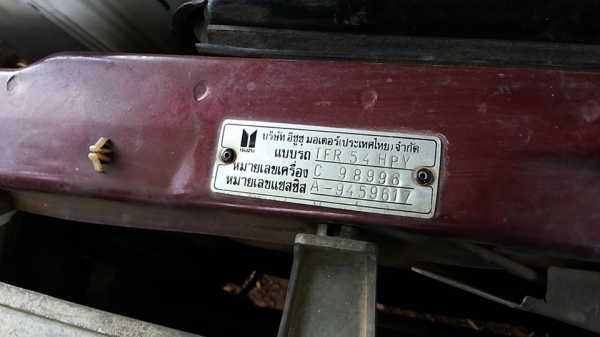 บริษัท อีซูซุ มอเตอร์(ประเทศไทย) จำกัด
ISUZU
แบบรถ TFR 54 HPY
หมายเลขเครื่อง C 98996
หมายเลขแชสซิส A-9459617